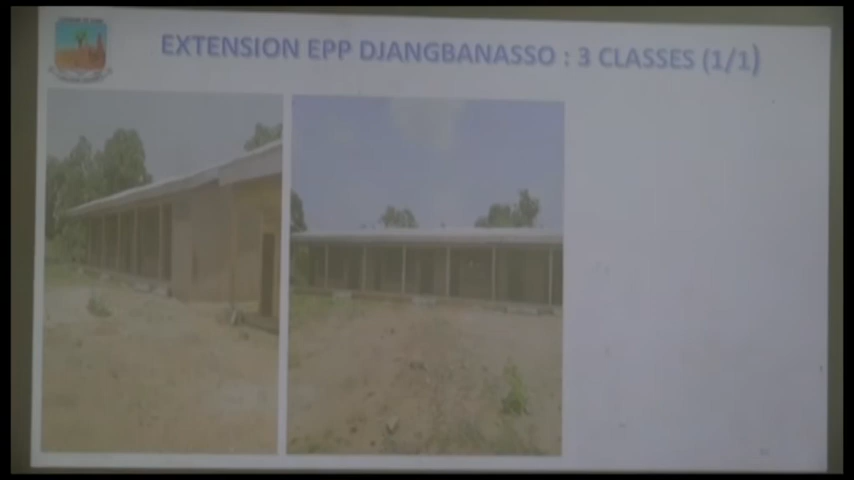 EXTENSION EPP DJANGBANASSO : 3 CLASSES (1/1)